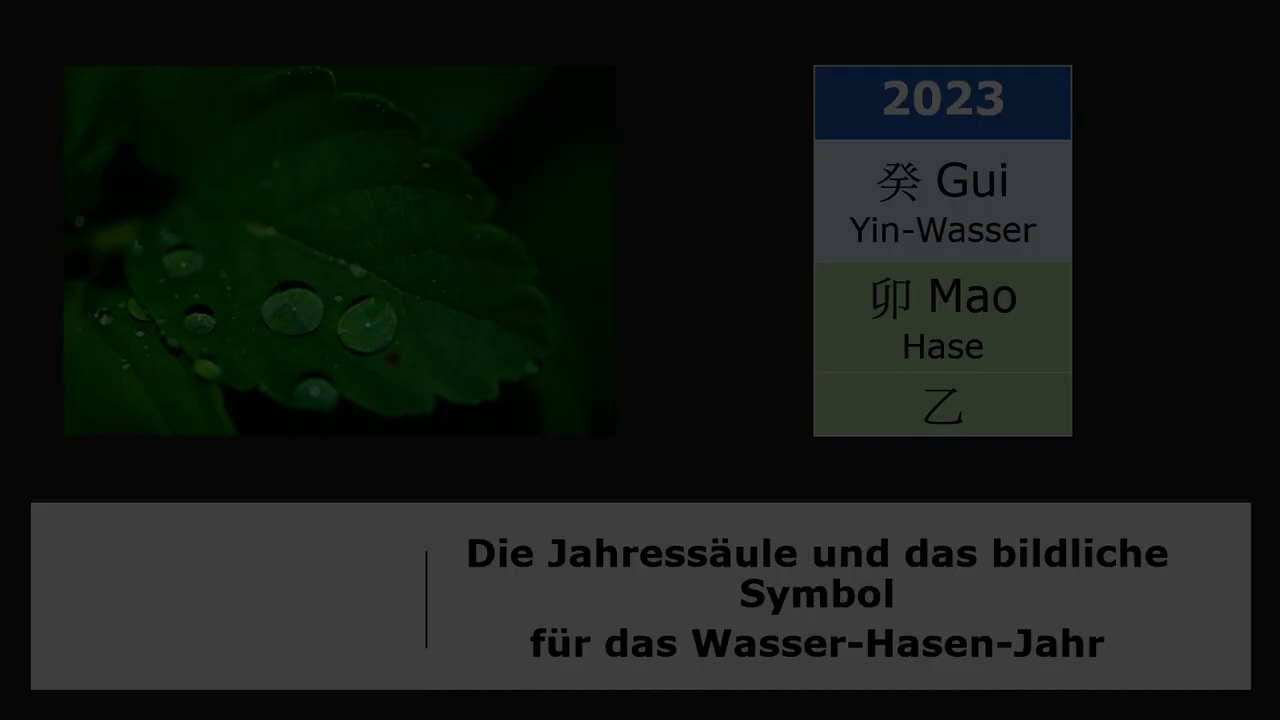 2023
癸 Gui
Yin-Wasser
卯 Mao
Hase
乙
Die Jahressäule und das bildliche
Symbol
für das Wasser-Hasen-Jahr